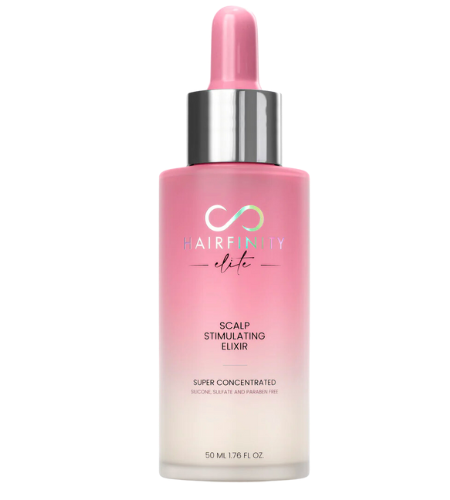 HAIRFINITY
elite
SCALP
STIMULATING
ELIXIR
SUPER CONCENTRATED
SILICONE, SULFATE AND PARABEN FREE
50 ML 1.76 FL OZ.